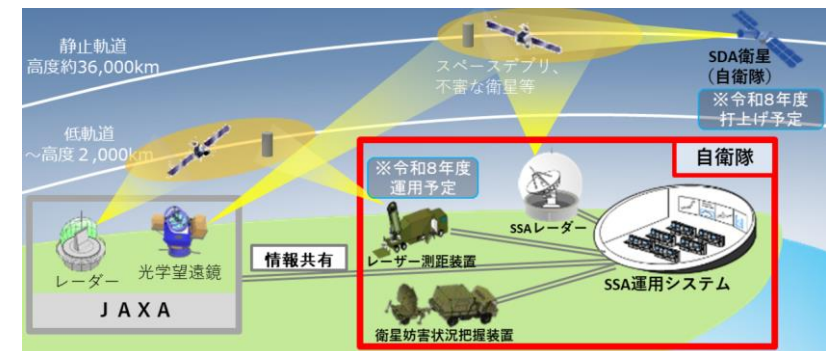 静止軌道
高度約36,000km
スペースデブリ、
不審な衛星等
SDA衛星
(自衛隊)
※令和8年度
打上げ予定
低軌道
～高度2,000km
※令和8年度
運用予定
自衛隊
レーダー
光学望遠鏡
JAXA
情報共有
レーザー測距装置
SSAレーダー
SSA運用システム
衛星妨害状況把握装置